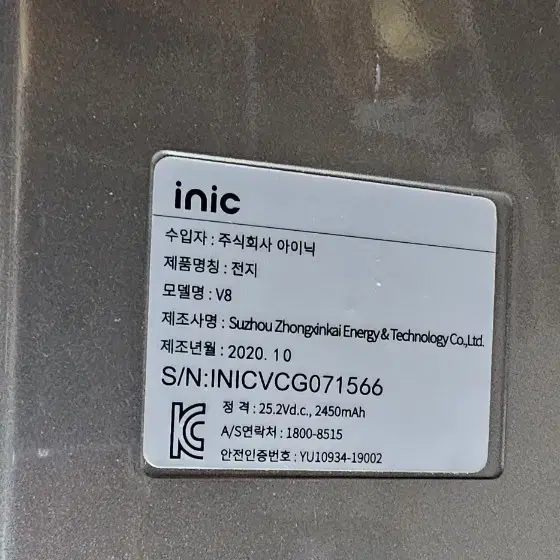 inic
수입자 : 주식회사 아이닉
제품명칭 : 전지
모델명 : V8
제조사명 : Suzhou Zhongxinkai Energy & Technology Co.,Ltd.
제조년월 : 2020. 10
S/N:INICVCG071566
정 격 : 25.2Vd.c., 2450mAh
A/S연락처 : 1800-8515
안전인증번호 : YU10934-19002